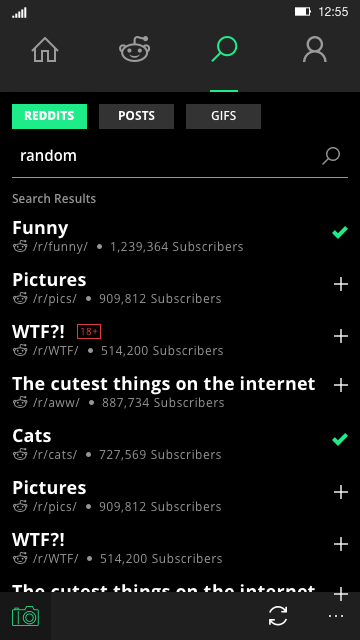 12:55
REDDITS POSTS GIFS
random
Search Results
Funny
/r/funny/ • 1,239,364 Subscribers
Pictures
/r/pics/ • 909,812 Subscribers
WTF?! 18+
/r/WTF/ • 514,200 Subscribers
The cutest things on the internet
/r/aww/ • 887,734 Subscribers
Cats
/r/cats/ • 727,569 Subscribers
Pictures
/r/pics/ • 909,812 Subscribers
WTF?!
/r/WTF/ • 514,200 Subscribers
The cutest things on the internet